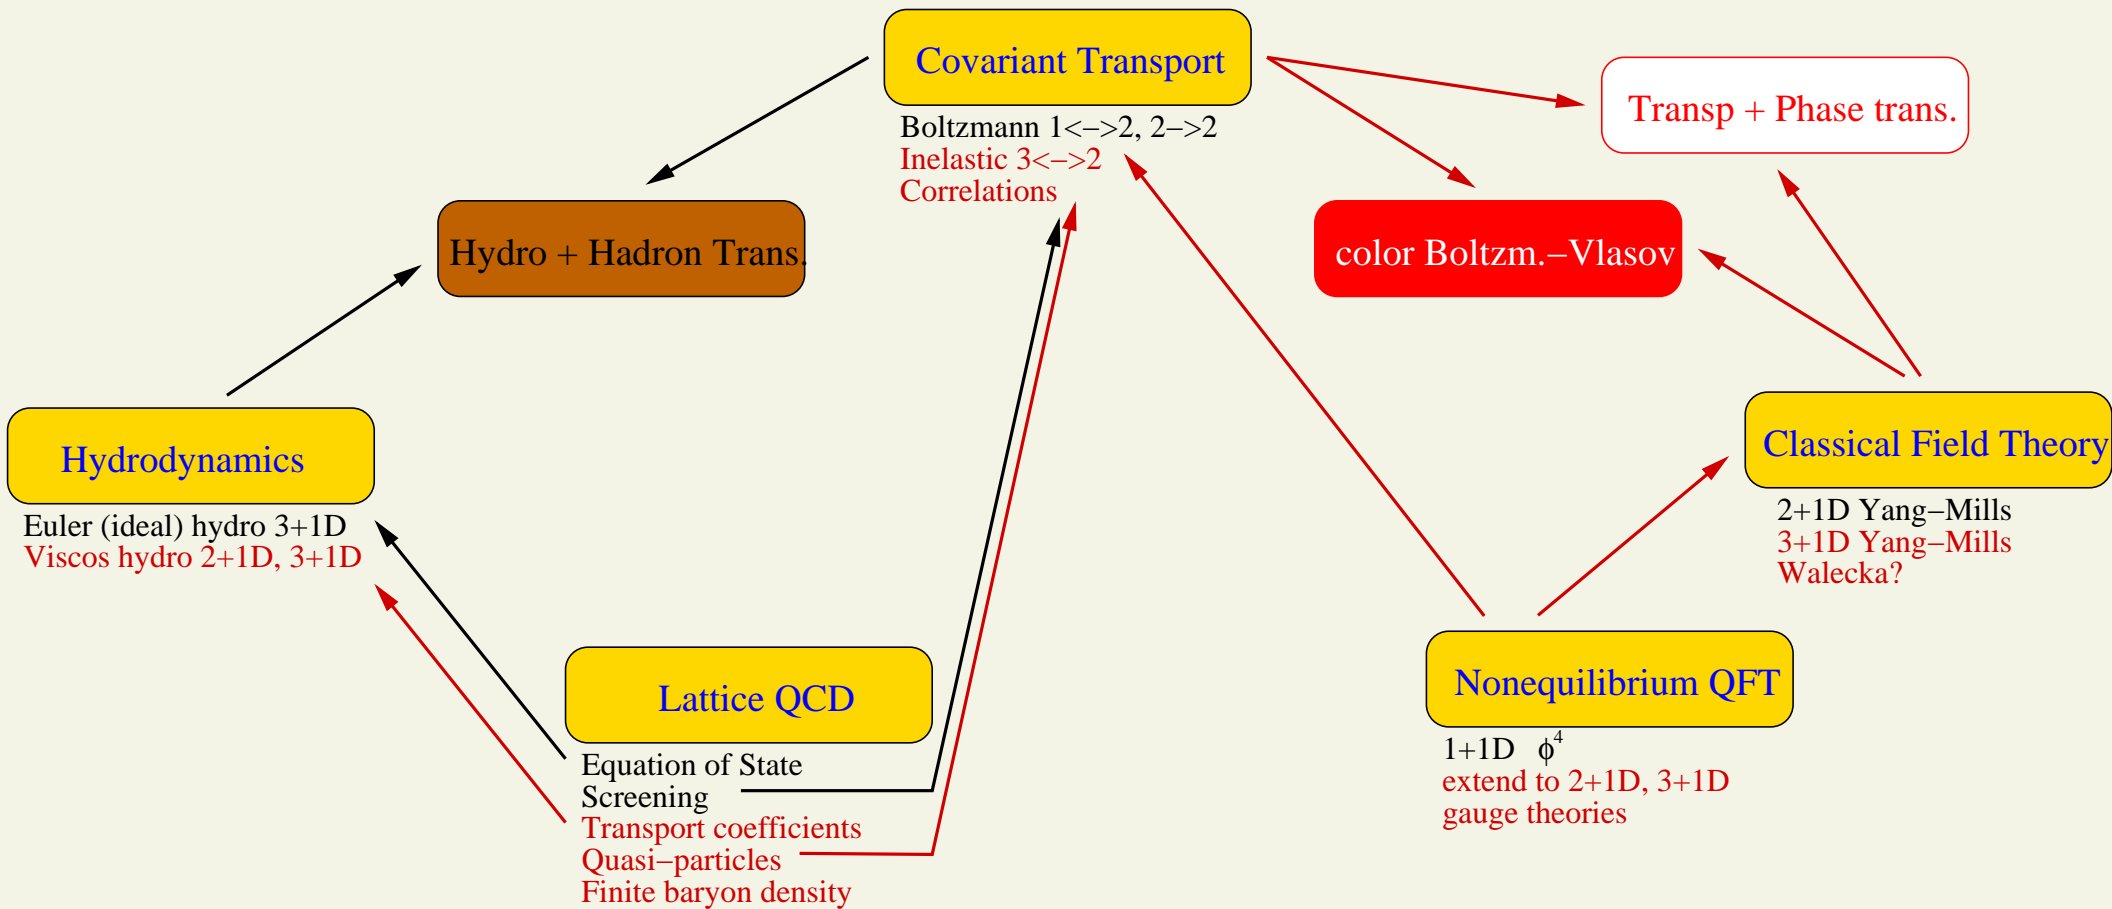 Covariant Transport
Boltzmann 1<−>2, 2−>2
Inelastic 3<−>2
Correlations
Transp + Phase trans.
Hydro + Hadron Trans.
color Boltzm.−Vlasov
Hydrodynamics
Euler (ideal) hydro 3+1D
Viscos hydro 2+1D, 3+1D
Classical Field Theory
2+1D Yang−Mills
3+1D Yang−Mills
Walecka?
Lattice QCD
Equation of State
Screening
Transport coefficients
Quasi−particles
Finite baryon density
Nonequilibrium QFT
1+1D ϕ⁴
extend to 2+1D, 3+1D
gauge theories